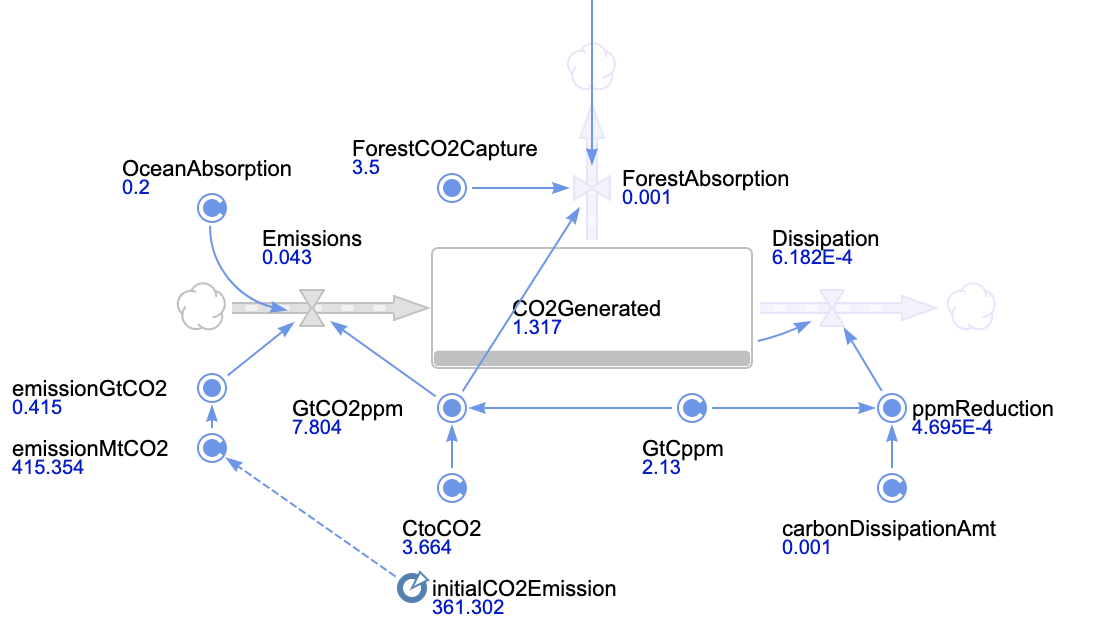 ForestCO2Capture
3.5
OceanAbsorption
0.2
ForestAbsorption
0.001
Emissions
0.043
Dissipation
6.182E-4
CO2Generated
1.317
emissionGtCO2
0.415
GtCO2ppm
7.804
ppmReduction
4.695E-4
emissionMtCO2
415.354
GtCppm
2.13
CtoCO2
3.664
carbonDissipationAmt
0.001
initialCO2Emission
361.302